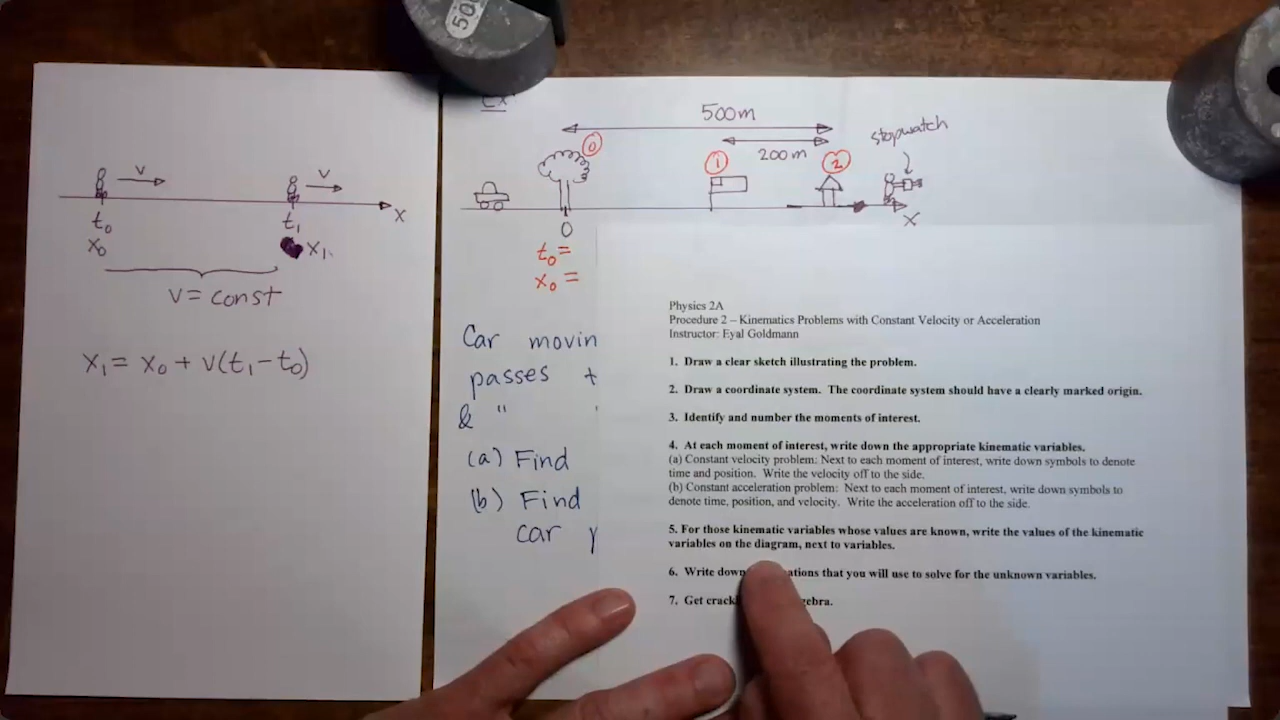 50
Ex
500m
stopwatch
0
1
200m
2
v
v
x
t₀
t₁
x₀
x₁
v = const
x₁ = x₀ + v(t₁ - t₀)
x
0
t₀ =
x₀ =
Car movin
passes t
& "
(a) Find
(b) Find
car
Physics 2A
Procedure 2 – Kinematics Problems with Constant Velocity or Acceleration
Instructor: Eyal Goldmann
1. Draw a clear sketch illustrating the problem.
2. Draw a coordinate system. The coordinate system should have a clearly marked origin.
3. Identify and number the moments of interest.
4. At each moment of interest, write down the appropriate kinematic variables.
(a) Constant velocity problem: Next to each moment of interest, write down symbols to denote
time and position. Write the velocity off to the side.
(b) Constant acceleration problem: Next to each moment of interest, write down symbols to
denote time, position, and velocity. Write the acceleration off to the side.
5. For those kinematic variables whose values are known, write the values of the kinematic
variables on the diagram, next to variables.
6. Write down ations that you will use to solve for the unknown variables.
7. Get crack ebra.